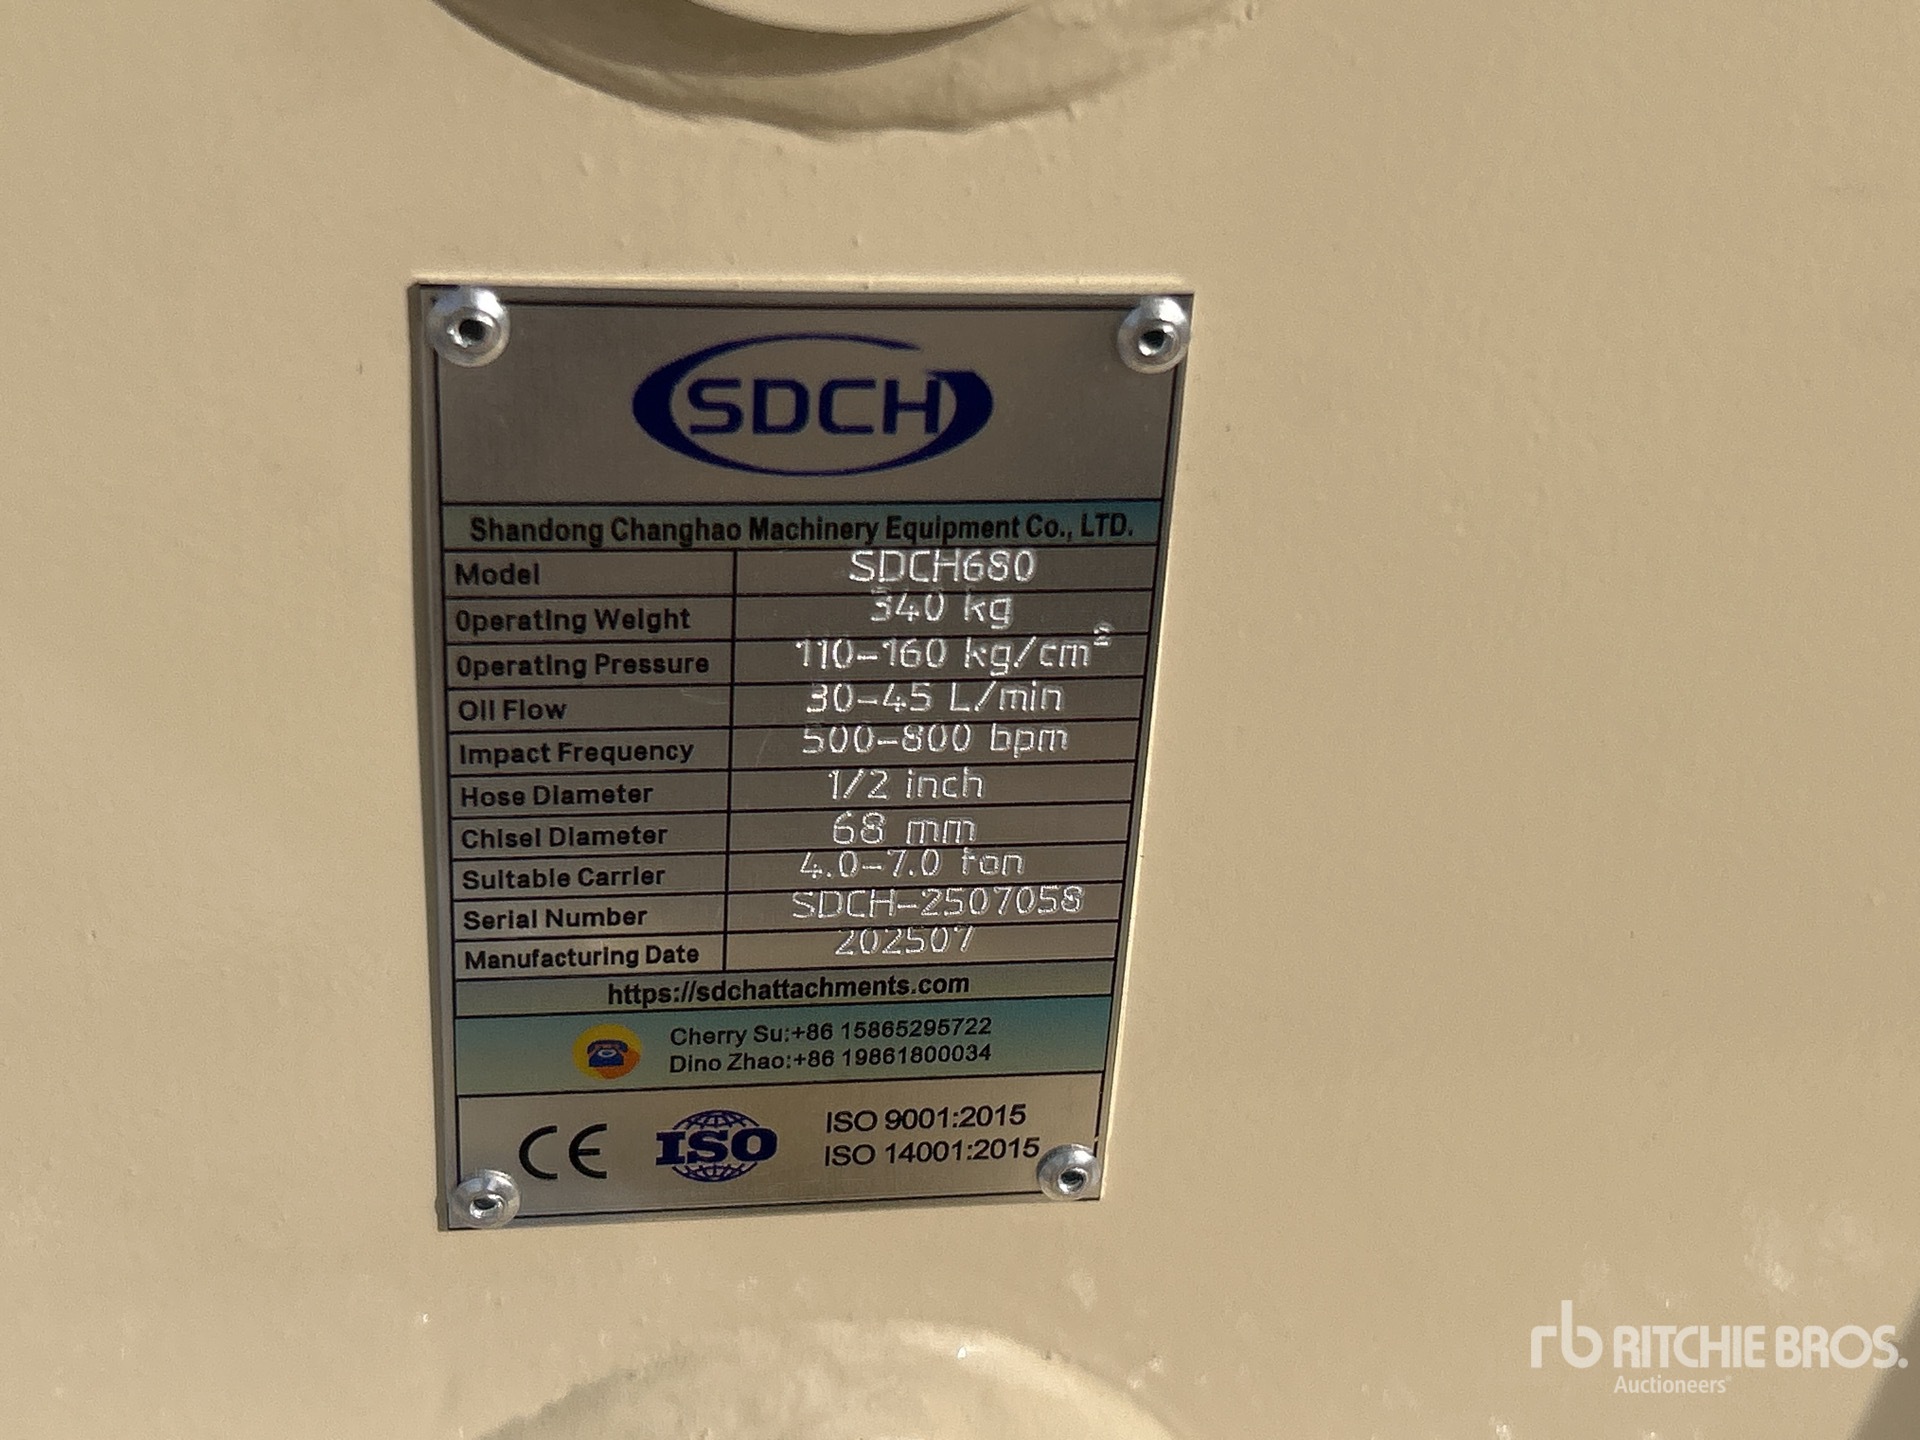 SDCH
Shandong Changhao Machinery Equipment Co., LTD.
Model SDCH680
Operating Weight 340 kg
Operating Pressure 110-160 kg/cm²
Oil Flow 30-45 L/min
Impact Frequency 500-800 bpm
Hose Diameter 1/2 inch
Chisel Diameter 68 mm
Suitable Carrier 4.0-7.0 ton
Serial Number SDCH-2507058
Manufacturing Date 202507
https://sdchattachments.com
Cherry Su:+86 15865295722
Dino Zhao:+86 19861800034
CE ISO ISO 9001:2015
ISO 14001:2015
rb RITCHIE BROS.
Auctioneers